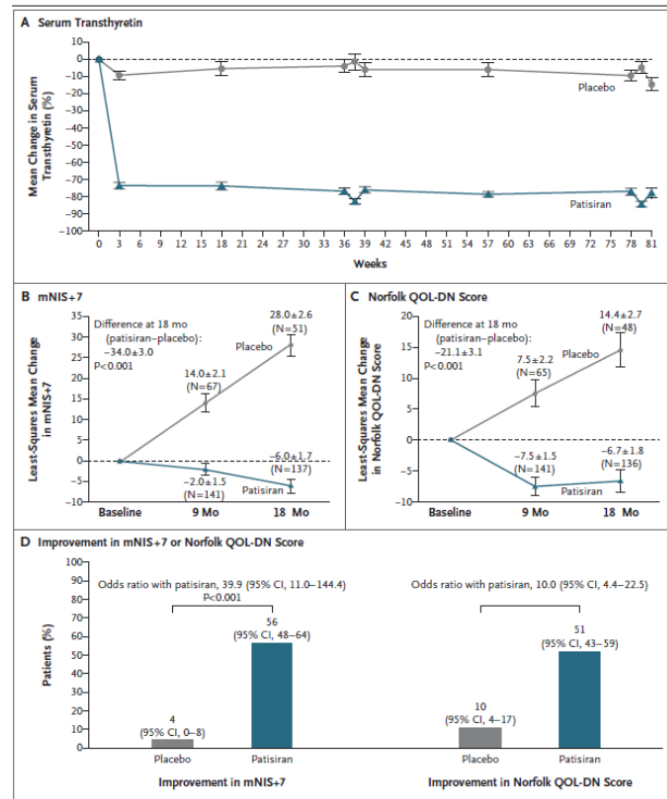 A Serum Transthyretin
Mean Change in Serum
Transthyretin (%)
10
0
−10
−20
−30
−40
−50
−60
−70
−80
−90
−100
Placebo
Patisiran
0 3 6 9 12 15 18 21 24 27 30 33 36 39 42 45 48 51 54 57 60 63 66 69 72 75 78 81
Weeks
B mNIS+7
Least-Squares Mean Change
in mNIS+7
35
30
25
20
15
10
5
0
−5
−10
Difference at 18 mo
(patisiran–placebo):
−34.0±3.0
P<0.001
28.0±2.6
(N=51)
Placebo
14.0±2.1
(N=67)
−6.0±1.7
(N=137)
−2.0±1.5
(N=141)
Patisiran
Baseline 9 Mo 18 Mo
C Norfolk QOL-DN Score
Least-Squares Mean Change
in Norfolk QOL-DN Score
20
15
10
5
0
−5
−10
Difference at 18 mo
(patisiran–placebo):
−21.1±3.1
P<0.001
14.4±2.7
(N=48)
Placebo
7.5±2.2
(N=65)
−7.5±1.5
(N=141)
−6.7±1.8
(N=136)
Patisiran
Baseline 9 Mo 18 Mo
D Improvement in mNIS+7 or Norfolk QOL-DN Score
Patients (%)
100
90
80
70
60
50
40
30
20
10
0
Odds ratio with patisiran, 39.9 (95% CI, 11.0–144.4)
P<0.001
56
(95% CI, 48–64)
4
(95% CI, 0–8)
Placebo Patisiran
Improvement in mNIS+7
Odds ratio with patisiran, 10.0 (95% CI, 4.4–22.5)
51
(95% CI, 43–59)
10
(95% CI, 4–17)
Placebo Patisiran
Improvement in Norfolk QOL-DN Score